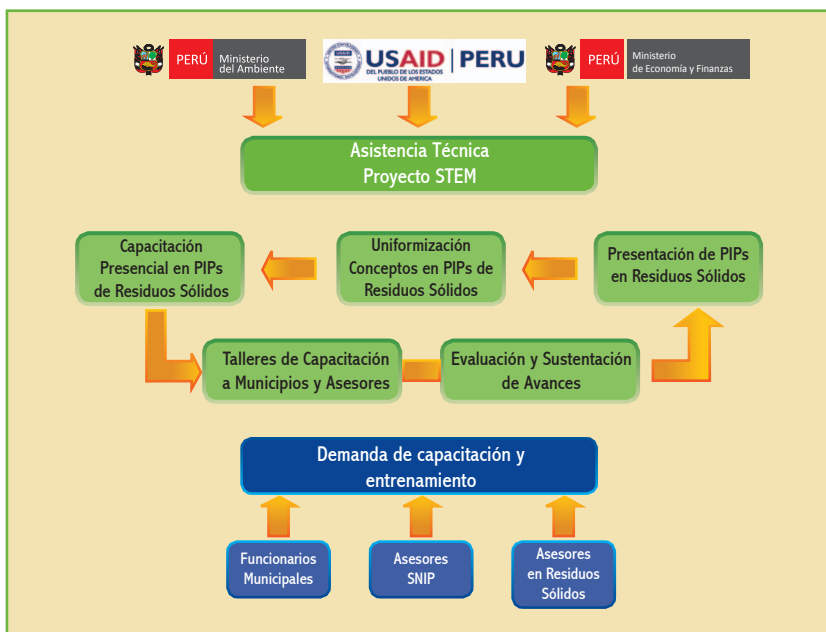 PERÚ
Ministerio
del Ambiente
USAID | PERU
DEL PUEBLO DE LOS ESTADOS
UNIDOS DE AMERICA
PERÚ
Ministerio
de Economía y Finanzas
Asistencia Técnica
Proyecto STEM
Capacitación
Presencial en PIPs
de Residuos Sólidos
Uniformización
Conceptos en PIPs de
Residuos Sólidos
Presentación de PIPs
en Residuos Sólidos
Talleres de Capacitación
a Municipios y Asesores
Evaluación y Sustentación
de Avances
Demanda de capacitación y
entrenamiento
Funcionarios
Municipales
Asesores
SNIP
Asesores
en Residuos
Sólidos